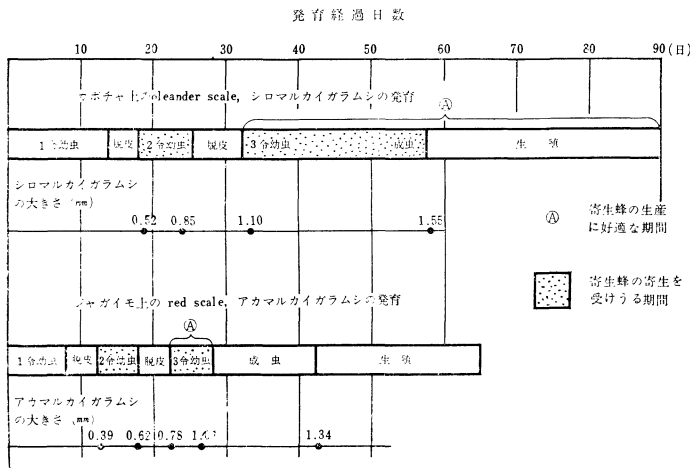 発育経過日数
10 20 30 40 50 60 70 80 90(日)
カボチャ上のoleander scale, シロマルカイガラムシの発育
Ⓐ
1令幼虫 脱皮 2令幼虫 脱皮 3令幼虫 成虫 生殖
シロマルカイガラムシ
の大きさ (mm)
0.52 0.85 1.10 1.55
Ⓐ 寄生蜂の生産
に好適な期間
寄生蜂の寄生を
受けうる期間
ジャガイモ上の red scale, アカマルカイガラムシの発育
Ⓐ
1令幼虫 脱皮 2令幼虫 脱皮 3令幼虫 成虫 生殖
アカマルカイガラムシ
の大きさ (mm)
0.39 0.62 0.78 1.34